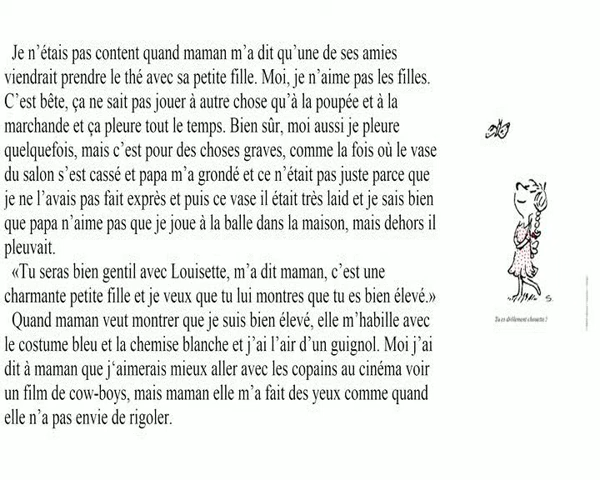 Je n'étais pas content quand maman m'a dit qu'une de ses amies
viendrait prendre le thé avec sa petite fille. Moi, je n'aime pas les filles.
C'est bête, ça ne sait pas jouer à autre chose qu'à la poupée et à la
marchande et ça pleure tout le temps. Bien sûr, moi aussi je pleure
quelquefois, mais c'est pour des choses graves, comme la fois où le vase
du salon s'est cassé et papa m'a grondé et ce n'était pas juste parce que
je ne l'avais pas fait exprès et puis ce vase il était très laid et je sais bien
que papa n'aime pas que je joue à la balle dans la maison, mais dehors il
pleuvait.
«Tu seras bien gentil avec Louisette, m'a dit maman, c'est une
charmante petite fille et je veux que tu lui montres que tu es bien élevé.»
Quand maman veut montrer que je suis bien élevé, elle m'habille avec
le costume bleu et la chemise blanche et j'ai l'air d'un guignol. Moi j'ai
dit à maman que j'aimerais mieux aller avec les copains au cinéma voir
un film de cow-boys, mais maman elle m'a fait des yeux comme quand
elle n'a pas envie de rigoler.
S.
Tu es drôlement chouette !